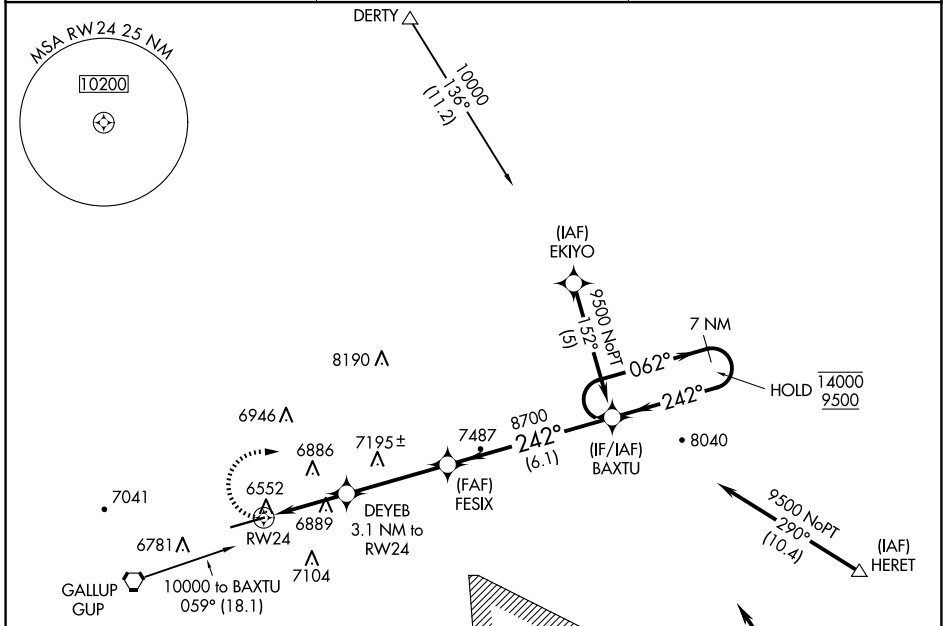 DERTY
MSA RW24 25 NM
10200
10000
136°
(11.2)
(IAF)
EKIYO
9500 NoPT
152°
(5)
7 NM
062°
HOLD 14000
9500
242°
8190
8700
242°
(6.1)
(IF/IAF)
BAXTU
8040
6946
7195±
7487
6886
(FAF)
FESIX
7041
6552
6889
DEYEB
3.1 NM to
RW24
RW24
9500 NoPT
290°
(10.4)
(IAF)
HERET
6781
7104
GALLUP
GUP
10000 to BAXTU
059° (18.1)